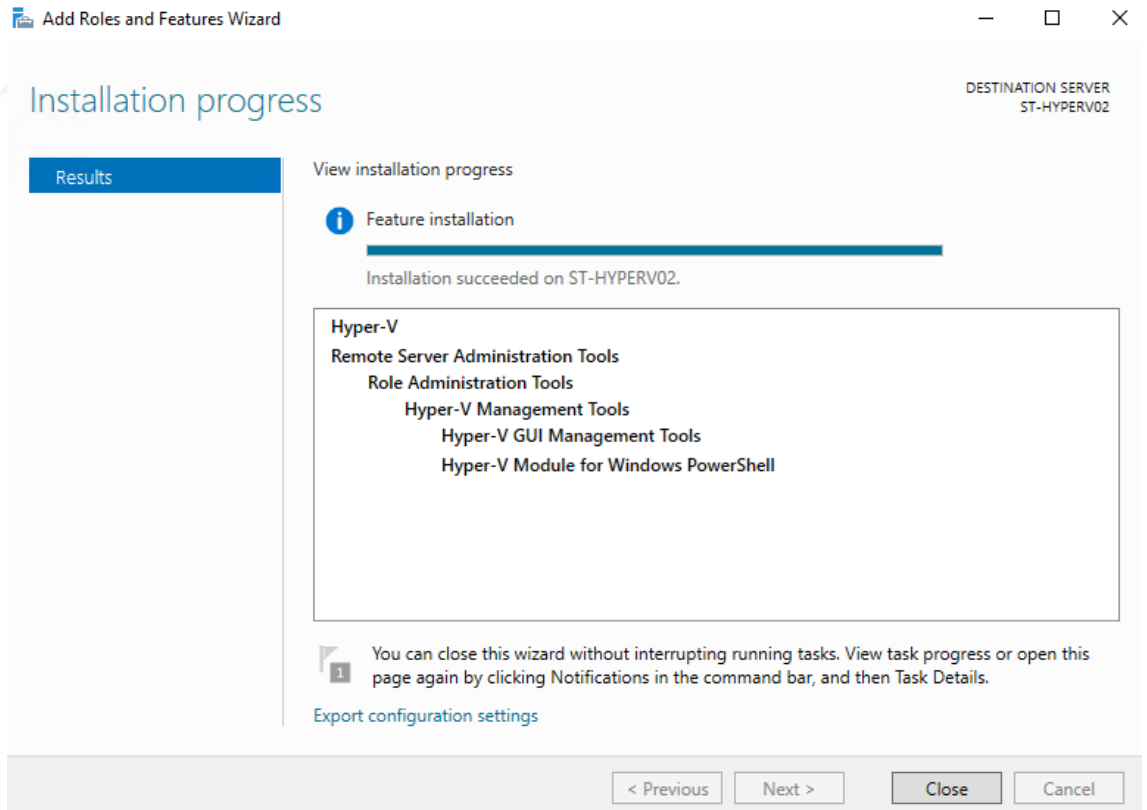 Add Roles and Features Wizard
Installation progress
DESTINATION SERVER
ST-HYPERV02
Results
View installation progress
Feature installation
Installation succeeded on ST-HYPERV02.
Hyper-V
Remote Server Administration Tools
Role Administration Tools
Hyper-V Management Tools
Hyper-V GUI Management Tools
Hyper-V Module for Windows PowerShell
1
You can close this wizard without interrupting running tasks. View task progress or open this
page again by clicking Notifications in the command bar, and then Task Details.
Export configuration settings
< Previous
Next >
Close
Cancel